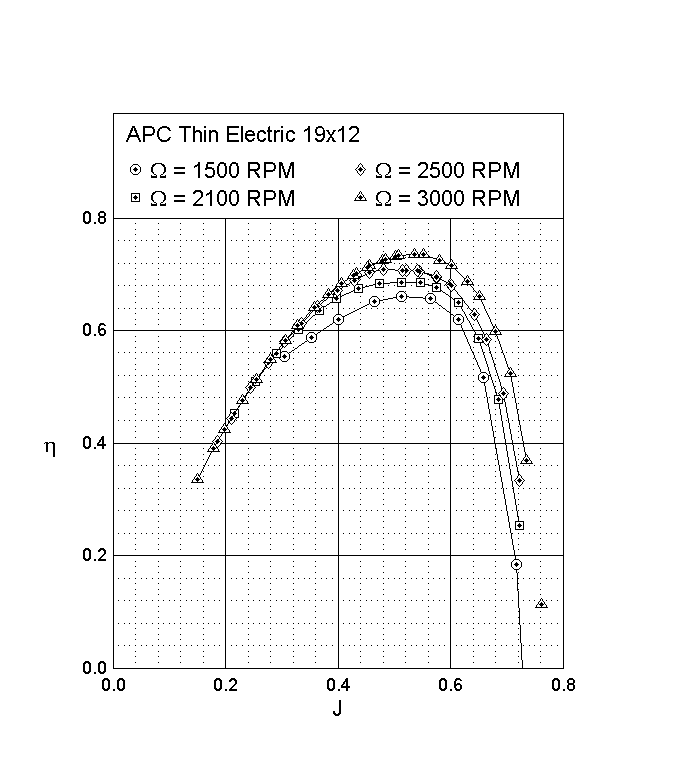 APC Thin Electric 19x12
Ω = 1500 RPM
Ω = 2500 RPM
Ω = 2100 RPM
Ω = 3000 RPM
0.8
0.6
0.4
η
0.2
0.0
0.0 0.2 0.4 0.6 0.8
J